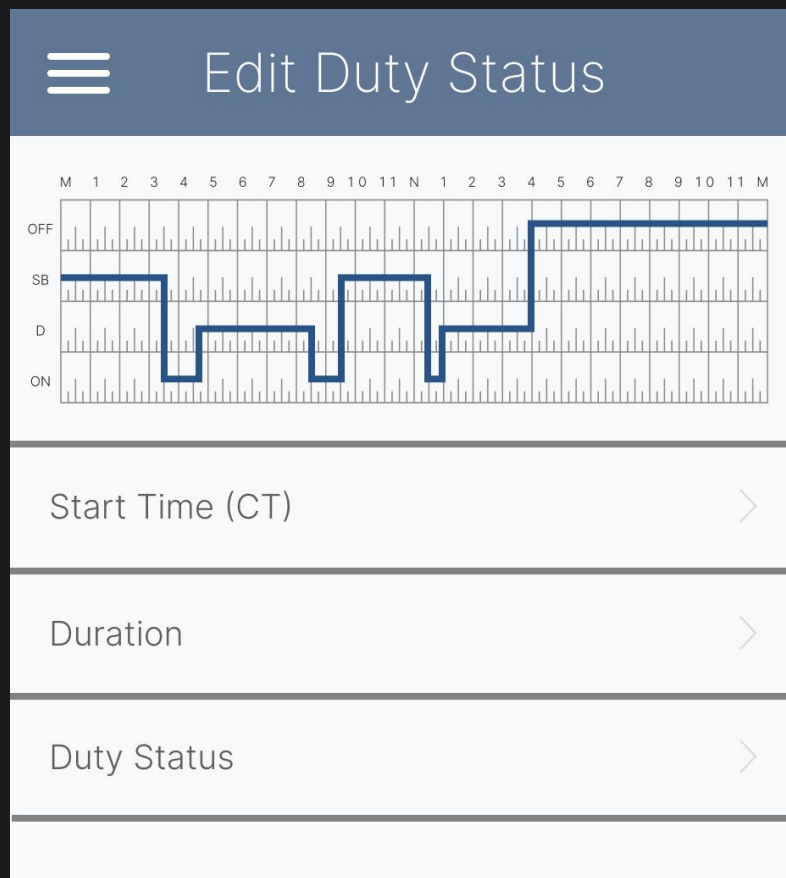 Edit Duty Status
M 1 2 3 4 5 6 7 8 9 10 11 N 1 2 3 4 5 6 7 8 9 10 11 M
OFF
SB
D
ON
Start Time (CT)
Duration
Duty Status